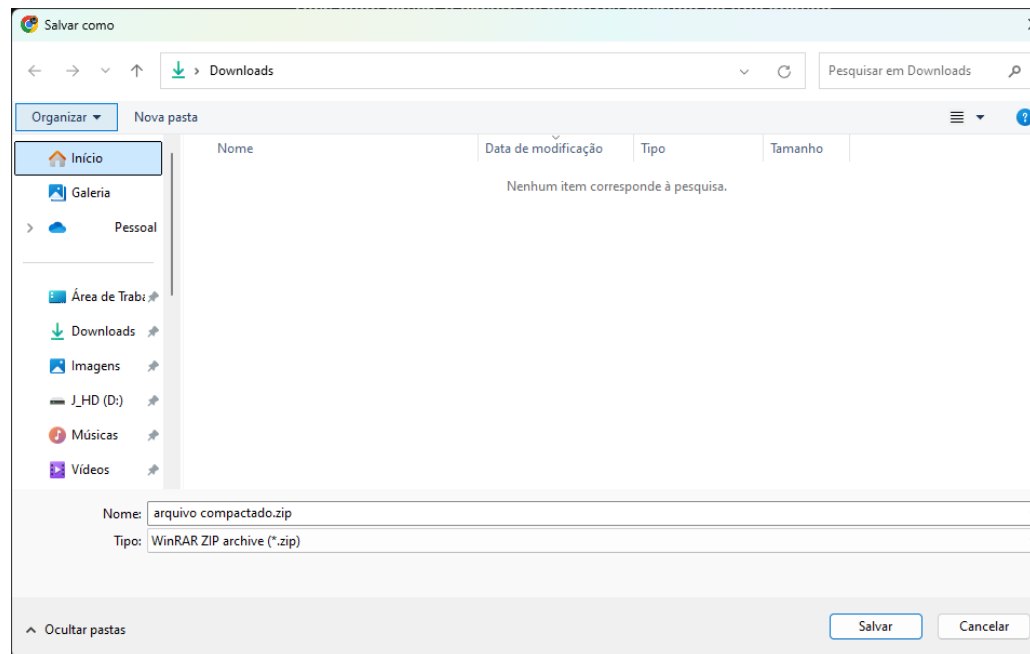 Salvar como
Downloads
Pesquisar em Downloads
Organizar
Nova pasta
Nome
Data de modificação
Tipo
Tamanho
Nenhum item corresponde à pesquisa.
Início
Galeria
Pessoal
Área de Traba
Downloads
Imagens
J_HD (D:)
Músicas
Vídeos
Nome: arquivo compactado.zip
Tipo: WinRAR ZIP archive (*.zip)
Ocultar pastas
Salvar
Cancelar